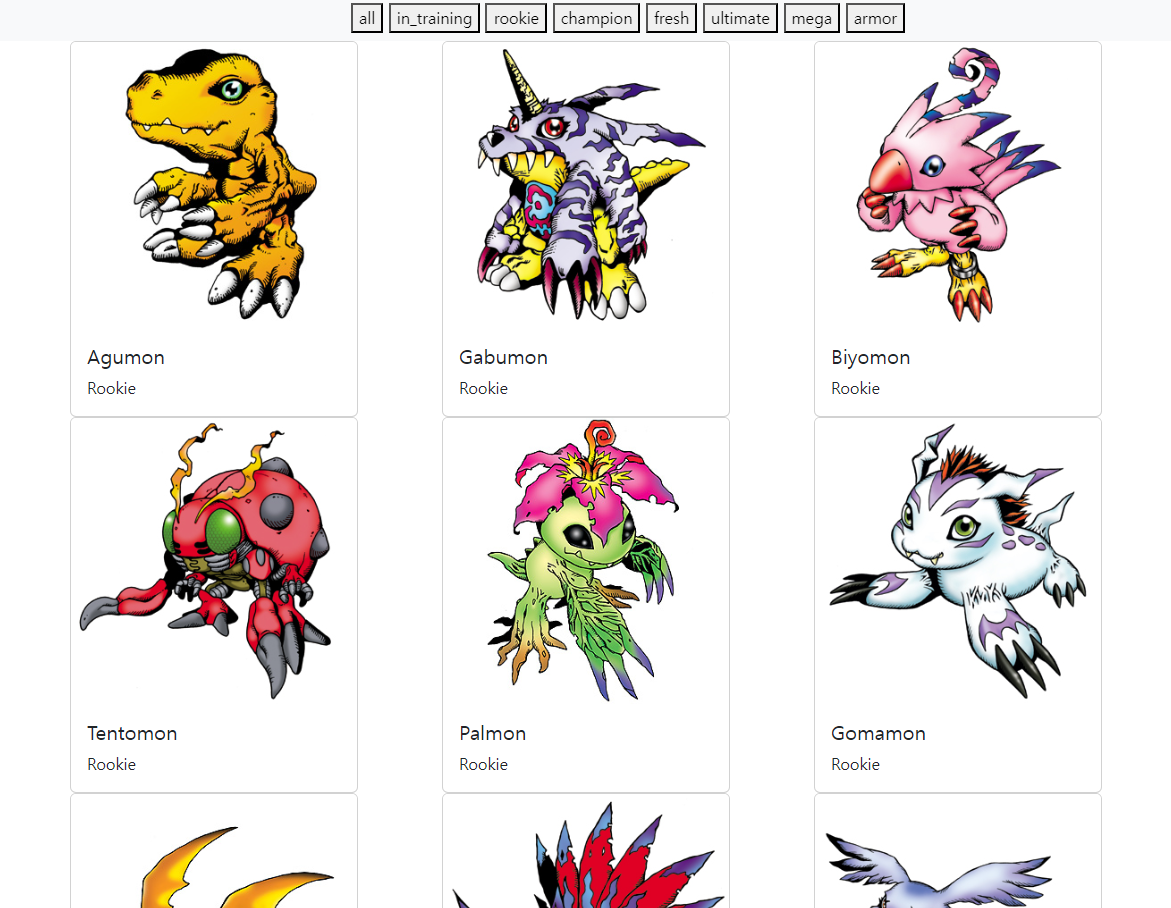 all in_training rookie champion fresh ultimate mega armor
Agumon
Rookie
Gabumon
Rookie
Biyomon
Rookie
Tentomon
Rookie
Palmon
Rookie
Gomamon
Rookie